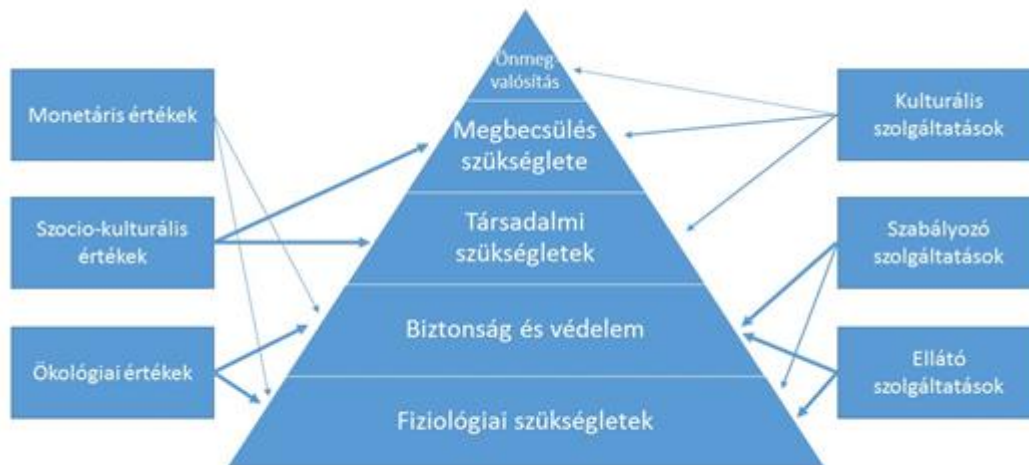 Monetáris értékek
Szocio-kulturális
értékek
Ökológiai értékek
Önmeg-
valósítás
Megbecsülés
szükséglete
Társadalmi
szükségletek
Biztonság és védelem
Fiziológiai szükségletek
Kulturális
szolgáltatások
Szabályozó
szolgáltatások
Ellátó
szolgáltatások